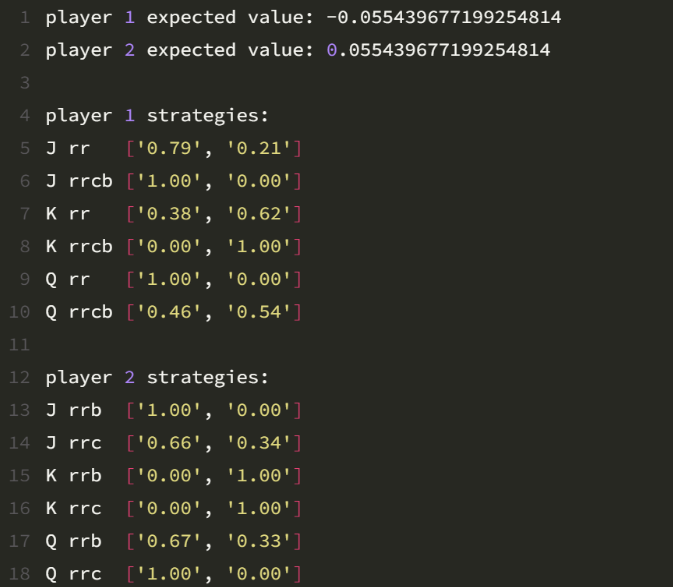 1 player 1 expected value: -0.055439677199254814
2 player 2 expected value: 0.055439677199254814
3
4 player 1 strategies:
5 J rr   ['0.79', '0.21']
6 J rrcb ['1.00', '0.00']
7 K rr   ['0.38', '0.62']
8 K rrcb ['0.00', '1.00']
9 Q rr   ['1.00', '0.00']
10 Q rrcb ['0.46', '0.54']
11
12 player 2 strategies:
13 J rrb  ['1.00', '0.00']
14 J rrc  ['0.66', '0.34']
15 K rrb  ['0.00', '1.00']
16 K rrc  ['0.00', '1.00']
17 Q rrb  ['0.67', '0.33']
18 Q rrc  ['1.00', '0.00']